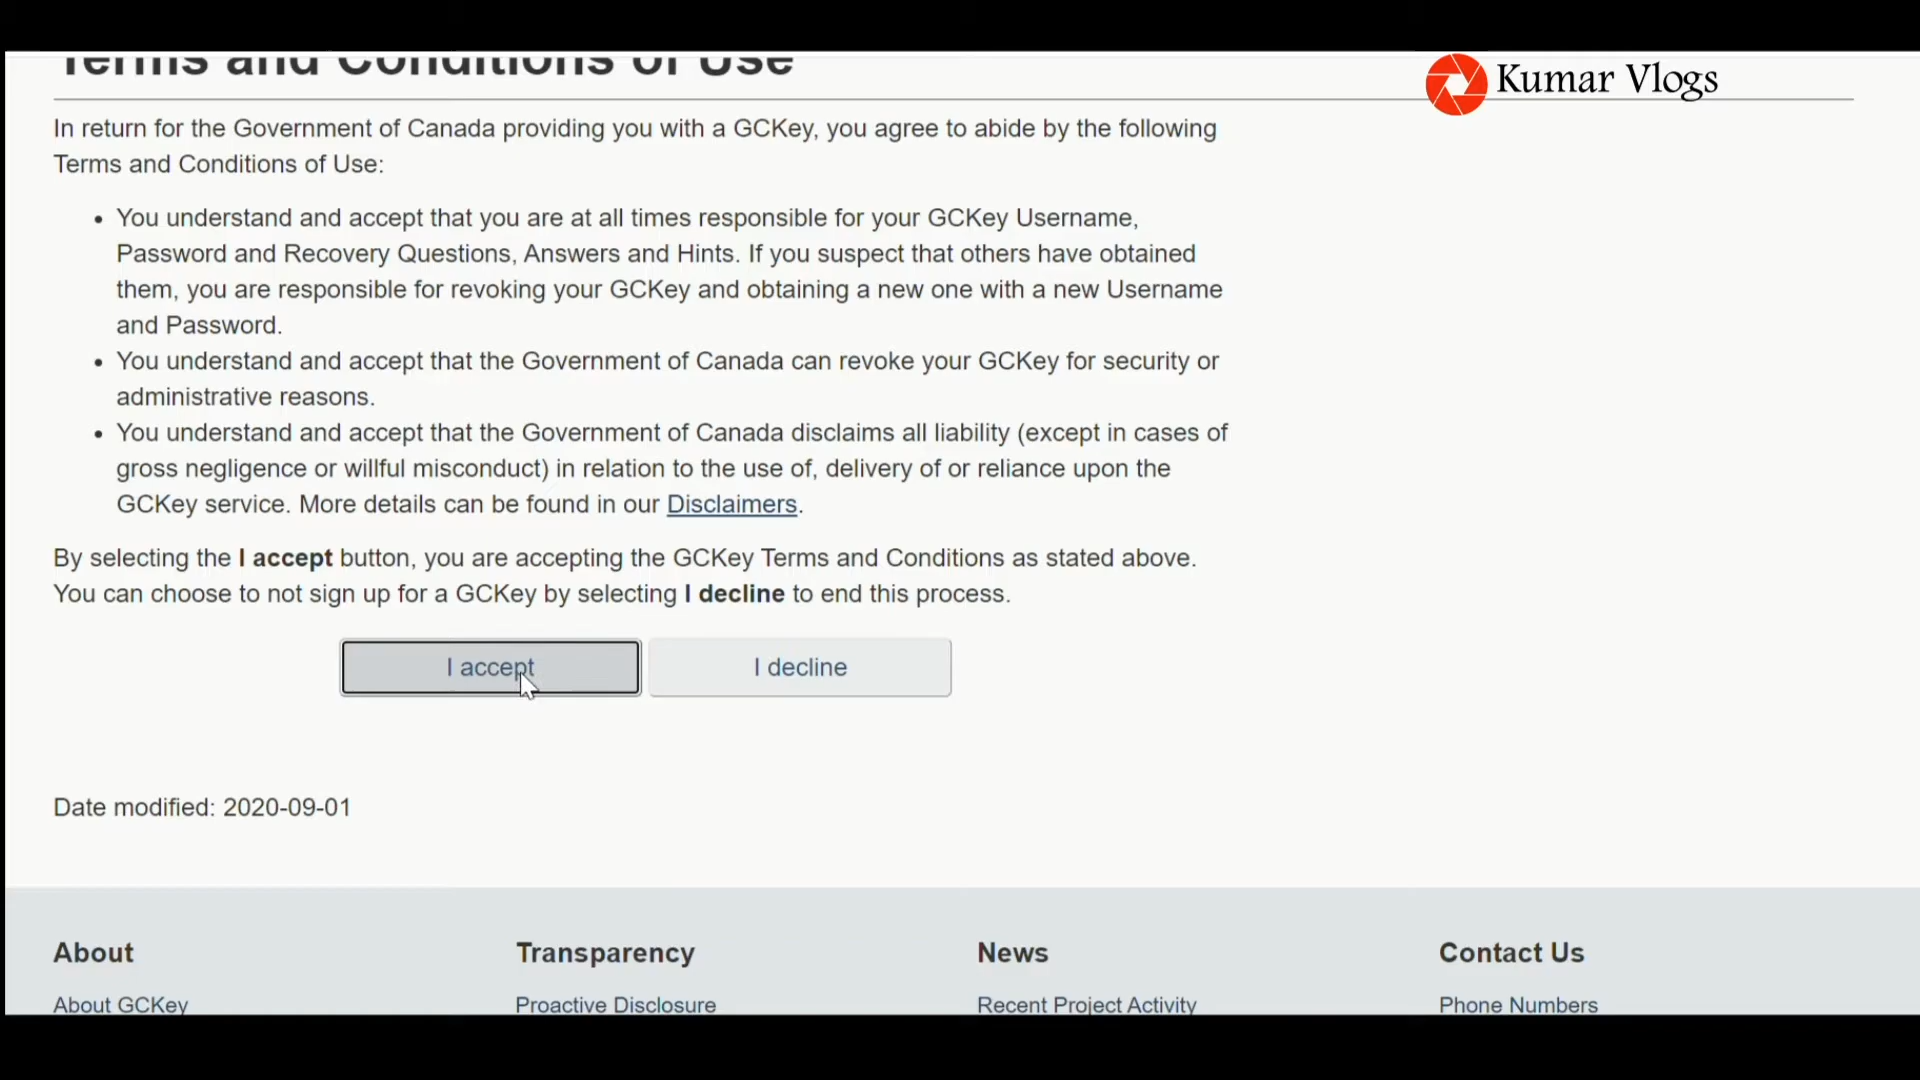 Terms and Conditions of Use
Kumar Vlogs
In return for the Government of Canada providing you with a GCKey, you agree to abide by the following
Terms and Conditions of Use:
• You understand and accept that you are at all times responsible for your GCKey Username,
Password and Recovery Questions, Answers and Hints. If you suspect that others have obtained
them, you are responsible for revoking your GCKey and obtaining a new one with a new Username
and Password.
• You understand and accept that the Government of Canada can revoke your GCKey for security or
administrative reasons.
• You understand and accept that the Government of Canada disclaims all liability (except in cases of
gross negligence or willful misconduct) in relation to the use of, delivery of or reliance upon the
GCKey service. More details can be found in our Disclaimers.
By selecting the I accept button, you are accepting the GCKey Terms and Conditions as stated above.
You can choose to not sign up for a GCKey by selecting I decline to end this process.
I accept
I decline
Date modified: 2020-09-01
About
Transparency
News
Contact Us
About GCKey
Proactive Disclosure
Recent Project Activity
Phone Numbers